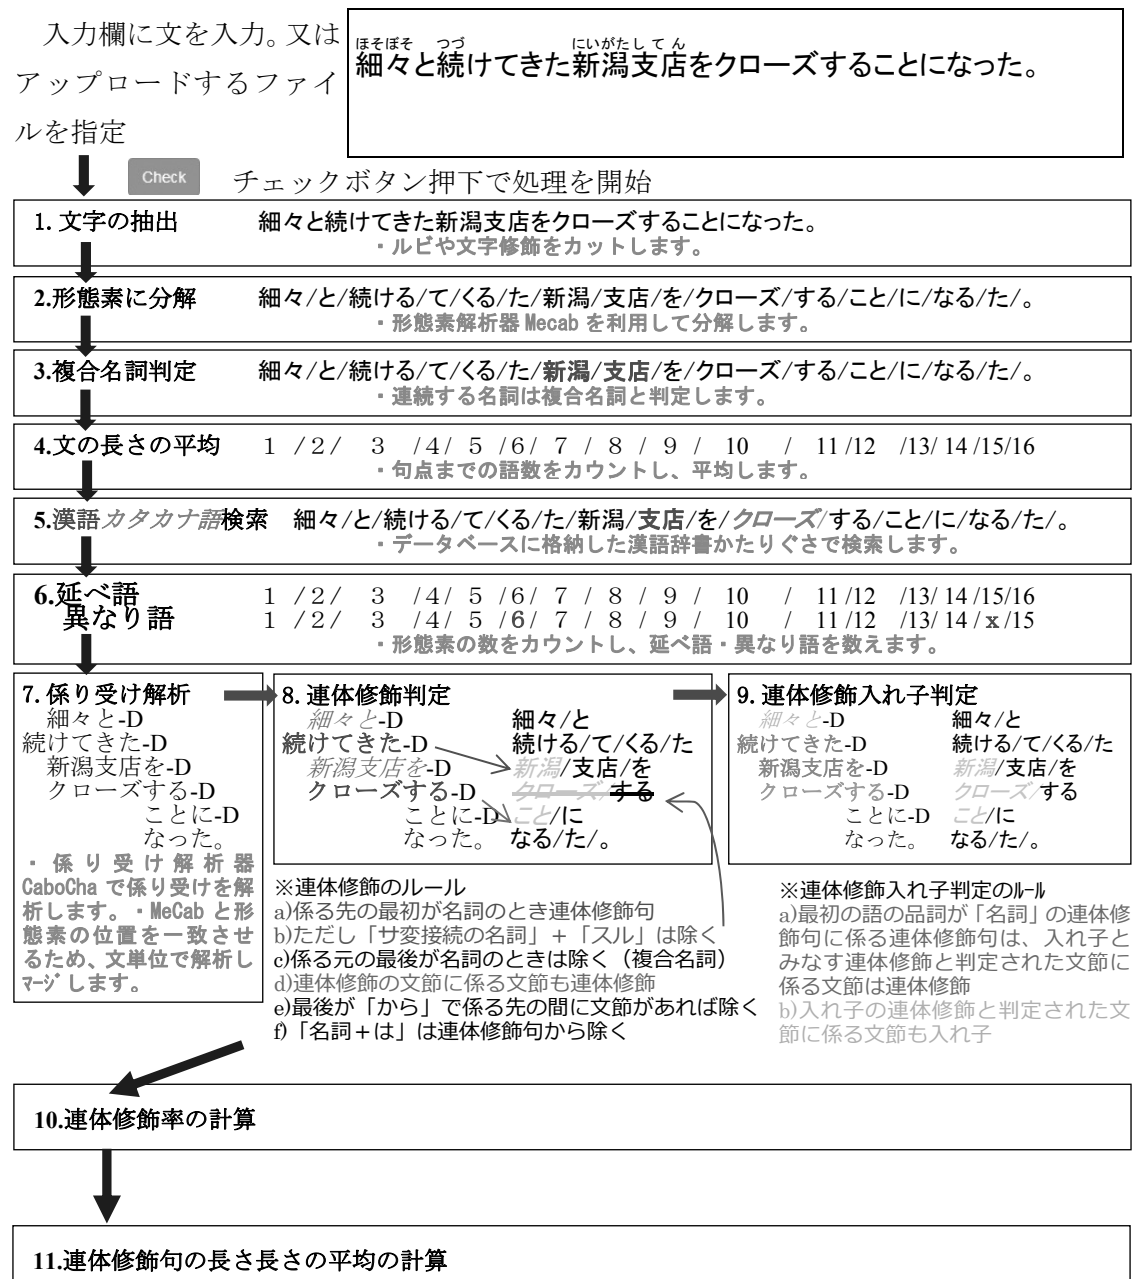 入力欄に文を入力。又は
アップロードするファイ
ルを指定
ほそぼそ つづ にいがたしてん
細々と続けてきた新潟支店をクローズすることになった。
Check チェックボタン押下で処理を開始
1. 文字の抽出 細々と続けてきた新潟支店をクローズすることになった。
・ルビや文字修飾をカットします。
2.形態素に分解 細々/と/続ける/て/くる/た/新潟/支店/を/クローズ/する/こと/に/なる/た/。
・形態素解析器 Mecab を利用して分解します。
3.複合名詞判定 細々/と/続ける/て/くる/た/新潟/支店/を/クローズ/する/こと/に/なる/た/。
・連続する名詞は複合名詞と判定します。
4.文の長さの平均 1 /2/ 3 /4/ 5 /6/ 7 / 8 / 9 / 10 / 11 /12 /13/ 14 /15/16
・句点までの語数をカウントし、平均します。
5.漢語カタカナ語検索 細々/と/続ける/て/くる/た/新潟/支店/を/クローズ/する/こと/に/なる/た/。
・データベースに格納した漢語辞書かたりぐさで検索します。
6.延べ語 1 /2/ 3 /4/ 5 /6/ 7 / 8 / 9 / 10 / 11 /12 /13/ 14 /15/16
異なり語 1 /2/ 3 /4/ 5 /6/ 7 / 8 / 9 / 10 / 11 /12 /13/ 14 / x /15
・形態素の数をカウントし、延べ語・異なり語を数えます。
7. 係り受け解析
細々と-D
続けてきた-D
新潟支店を-D
クローズする-D
ことに-D
なった。
・係り受け解析器
CaboCha で係り受けを解
析します。・MeCab と形
態素の位置を一致させ
るため、文単位で解析し
マージします。
8. 連体修飾判定
細々と-D 細々/と
続けてきた-D 続ける/て/くる/た
新潟支店を-D 新潟/支店/を
クローズする-D クローズ/する
ことに-D こと/に
なった。 なる/た/。
※連体修飾のルール
a)係る先の最初が名詞のとき連体修飾句
b)ただし「サ変接続の名詞」+「スル」は除く
c)係る元の最後が名詞のときは除く（複合名詞）
d)連体修飾の文節に係る文節も連体修飾
e)最後が「から」で係る先の間に文節があれば除く
f)「名詞+は」は連体修飾句から除く
9. 連体修飾入れ子判定
細々と-D 細々/と
続けてきた-D 続ける/て/くる/た
新潟支店を-D 新潟/支店/を
クローズする-D クローズ/する
ことに-D こと/に
なった。 なる/た/。
※連体修飾入れ子判定のルール
a)最初の語の品詞が「名詞」の連体修
飾句に係る連体修飾句は、入れ子と
みなす連体修飾と判定された文節に
係る文節は連体修飾
b)入れ子の連体修飾と判定された文
節に係る文節も入れ子
10.連体修飾率の計算
11.連体修飾句の長さ長さの平均の計算